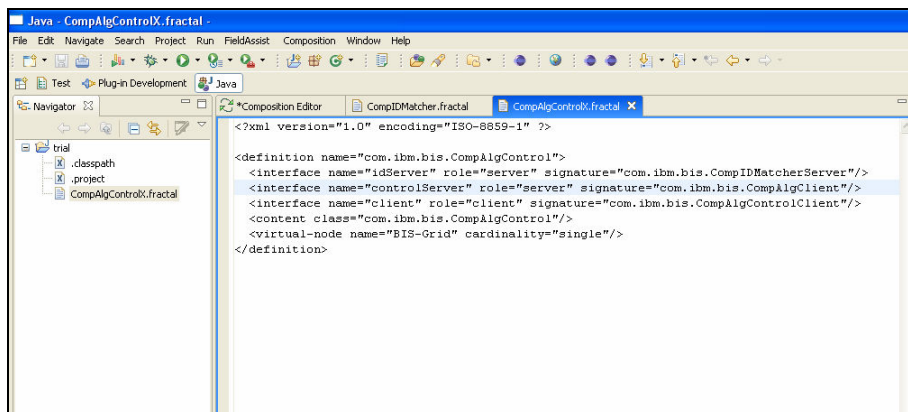 Java - CompAlgControlX.fractal -
File Edit Navigate Search Project Run FieldAssist Composition Window Help
Test Plug-in Development Java
Navigator
*Composition Editor CompIDMatcher.fractal CompAlgControlX.fractal
trial
.classpath
.project
CompAlgControlX.fractal
<?xml version="1.0" encoding="ISO-8859-1" ?>
<definition name="com.ibm.bis.CompAlgControl">
<interface name="idServer" role="server" signature="com.ibm.bis.CompIDMatcherServer"/>
<interface name="controlServer" role="server" signature="com.ibm.bis.CompAlgClient"/>
<interface name="client" role="client" signature="com.ibm.bis.CompAlgControlClient"/>
<content class="com.ibm.bis.CompAlgControl"/>
<virtual-node name="BIS-Grid" cardinality="single"/>
</definition>